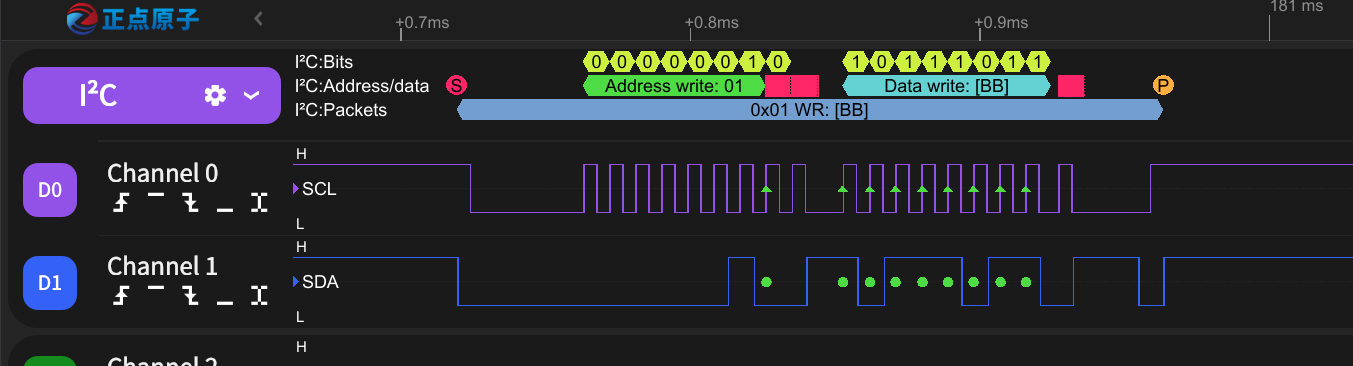 正点原子
+0.7ms
+0.8ms
+0.9ms
181 ms
I²C
I²C:Bits
0 0 0 0 0 0 1 0
1 0 1 1 1 0 1 1
I²C:Address/data
S
Address write: 01
Data write: [BB]
P
I²C:Packets
0x01 WR: [BB]
D0
Channel 0
H
SCL
L
D1
Channel 1
H
SDA
L
Channel 2
H